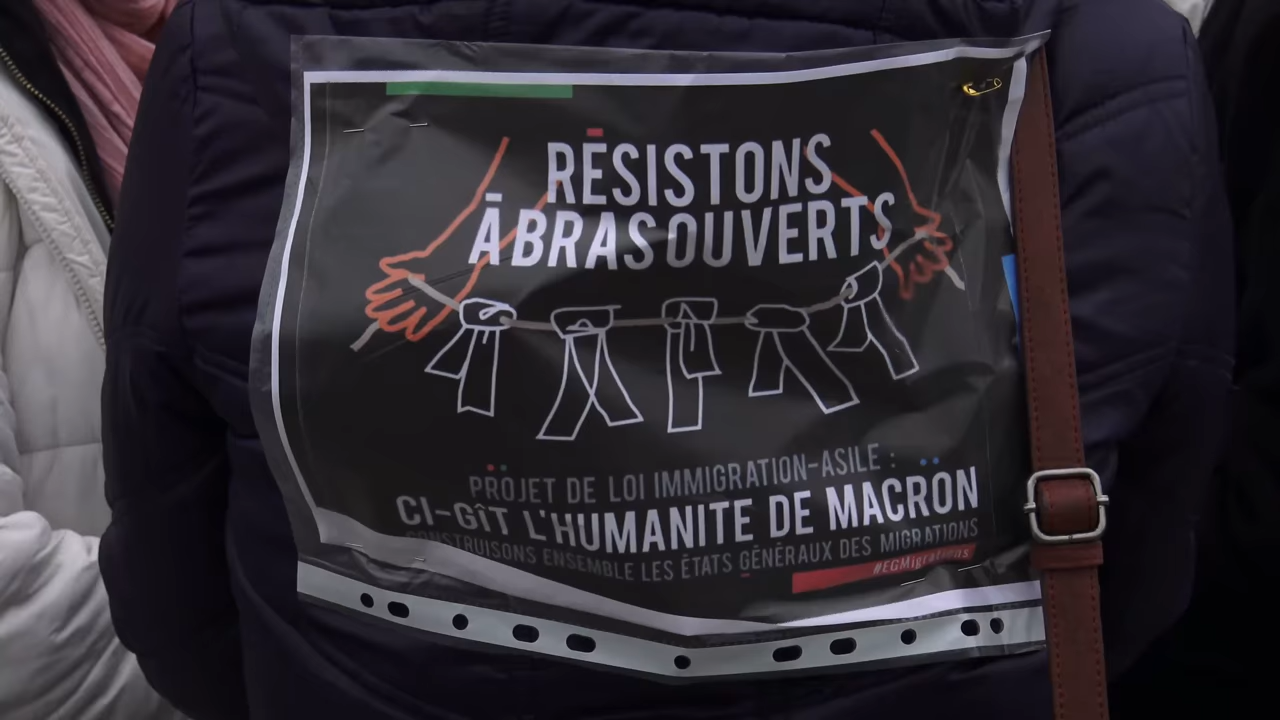 RÉSISTONS
À BRAS OUVERTS
PROJET DE LOI IMMIGRATION-ASILE :
CI-GÎT L'HUMANITE DE MACRON
CONSTRUISONS ENSEMBLE LES ÉTATS GÉNÉRAUX DES MIGRATIONS
#EGMigrations